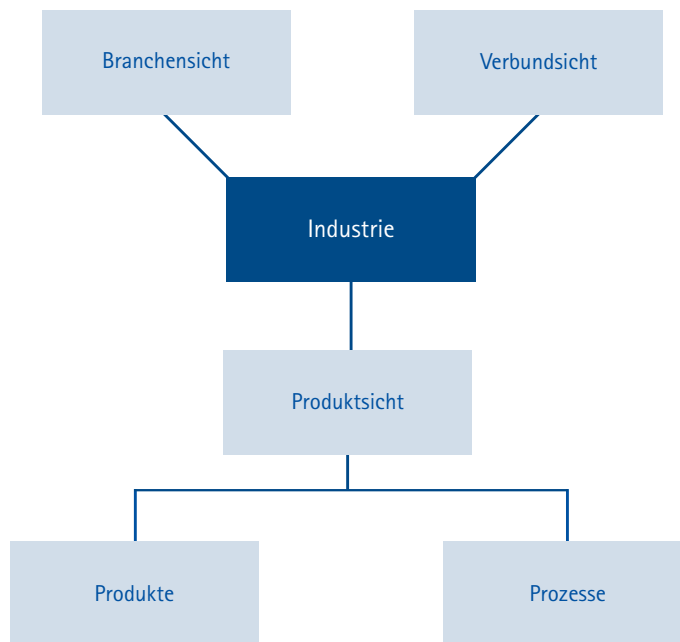 Branchensicht
Verbundsicht
Industrie
Produktsicht
Produkte
Prozesse